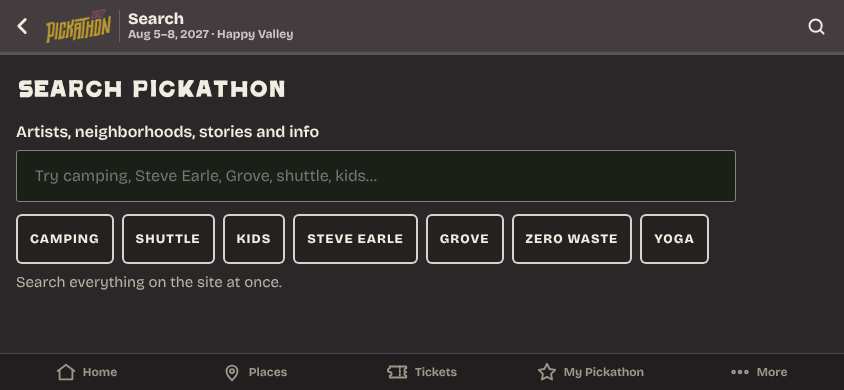 PICKATHON
Search
Aug 5–8, 2027 · Happy Valley
SEARCH PICKATHON
Artists, neighborhoods, stories and info
Try camping, Steve Earle, Grove, shuttle, kids...
CAMPING SHUTTLE KIDS STEVE EARLE GROVE ZERO WASTE YOGA
Search everything on the site at once.
Home Places Tickets My Pickathon More